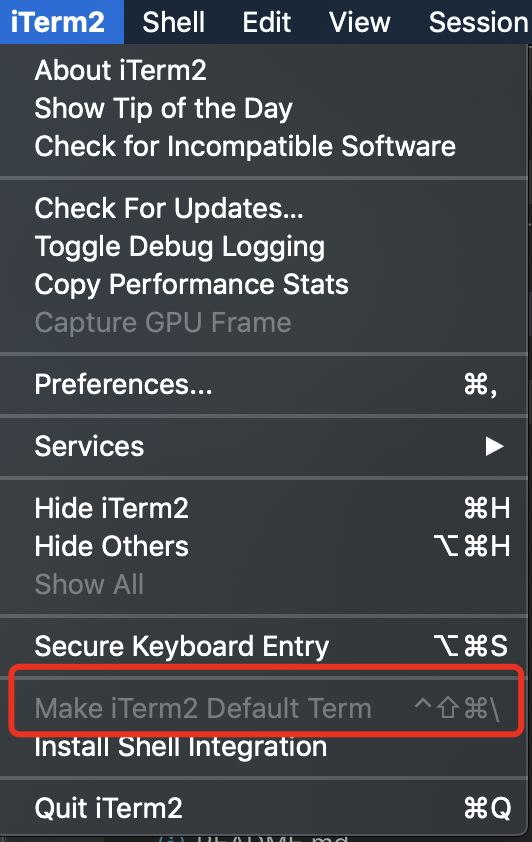 iTerm2 Shell Edit View Session
About iTerm2
Show Tip of the Day
Check for Incompatible Software
Check For Updates...
Toggle Debug Logging
Copy Performance Stats
Capture GPU Frame
Preferences... ⌘,
Services ▶
Hide iTerm2 ⌘H
Hide Others ⌥⌘H
Show All
Secure Keyboard Entry ⌥⌘S
Make iTerm2 Default Term ^⇧⌘\
Install Shell Integration
Quit iTerm2 ⌘Q
README.md